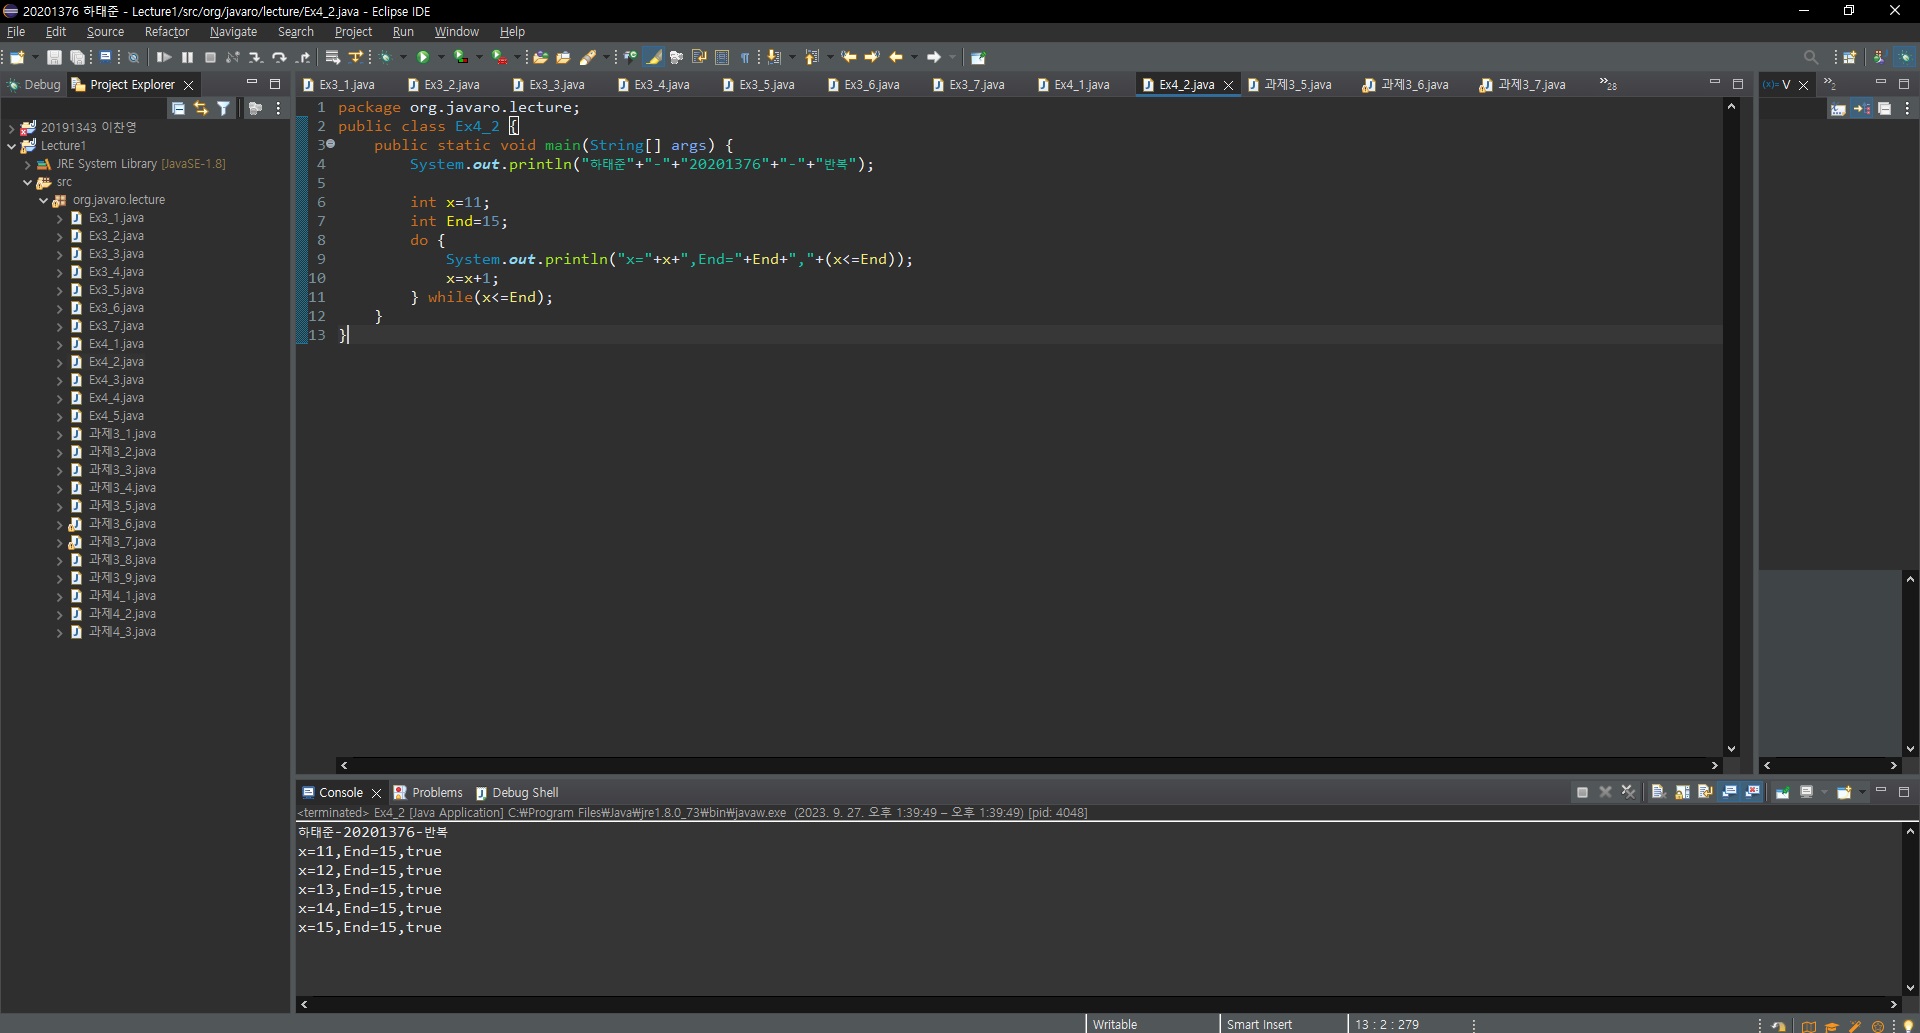 20201376 하태준 - Lecture1/src/org/javaro/lecture/Ex4_2.java - Eclipse IDE
File Edit Source Refactor Navigate Search Project Run Window Help
Debug Project Explorer
Ex3_1.java Ex3_2.java Ex3_3.java Ex3_4.java Ex3_5.java Ex3_6.java Ex3_7.java Ex4_1.java Ex4_2.java 과제3_5.java 과제3_6.java 과제3_7.java »28
(x)= V »2
20191343 이찬영
Lecture1
JRE System Library [JavaSE-1.8]
src
org.javaro.lecture
Ex3_1.java
Ex3_2.java
Ex3_3.java
Ex3_4.java
Ex3_5.java
Ex3_6.java
Ex3_7.java
Ex4_1.java
Ex4_2.java
Ex4_3.java
Ex4_4.java
Ex4_5.java
과제3_1.java
과제3_2.java
과제3_3.java
과제3_4.java
과제3_5.java
과제3_6.java
과제3_7.java
과제3_8.java
과제3_9.java
과제4_1.java
과제4_2.java
과제4_3.java
1 package org.javaro.lecture;
2 public class Ex4_2 {
3 public static void main(String[] args) {
4 System.out.println("하태준"+"-"+"20201376"+"-"+"반복");
5
6 int x=11;
7 int End=15;
8 do {
9 System.out.println("x="+x+",End="+End+","+(x<=End));
10 x=x+1;
11 } while(x<=End);
12 }
13 }
Console Problems Debug Shell
<terminated> Ex4_2 [Java Application] C:₩Program Files₩Java₩jre1.8.0_73₩bin₩javaw.exe (2023. 9. 27. 오후 1:39:49 – 오후 1:39:49) [pid: 4048]
하태준-20201376-반복
x=11,End=15,true
x=12,End=15,true
x=13,End=15,true
x=14,End=15,true
x=15,End=15,true
Writable Smart Insert 13 : 2 : 279